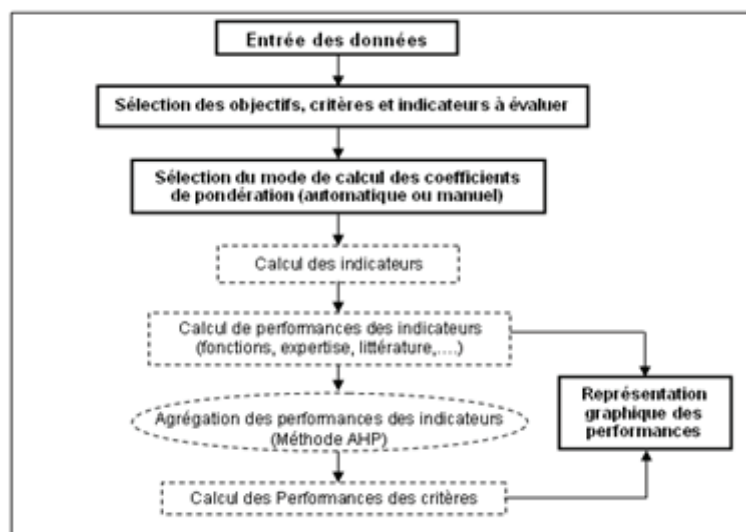 Entrée des données
Sélection des objectifs, critères et indicateurs à évaluer
Sélection du mode de calcul des coefficients
de pondération (automatique ou manuel)
Calcul des indicateurs
Calcul de performances des indicateurs
(fonctions, expertise, littérature,....)
Agrégation des performances des indicateurs
(Méthode AHP)
Représentation
graphique des
performances
Calcul des Performances des critères